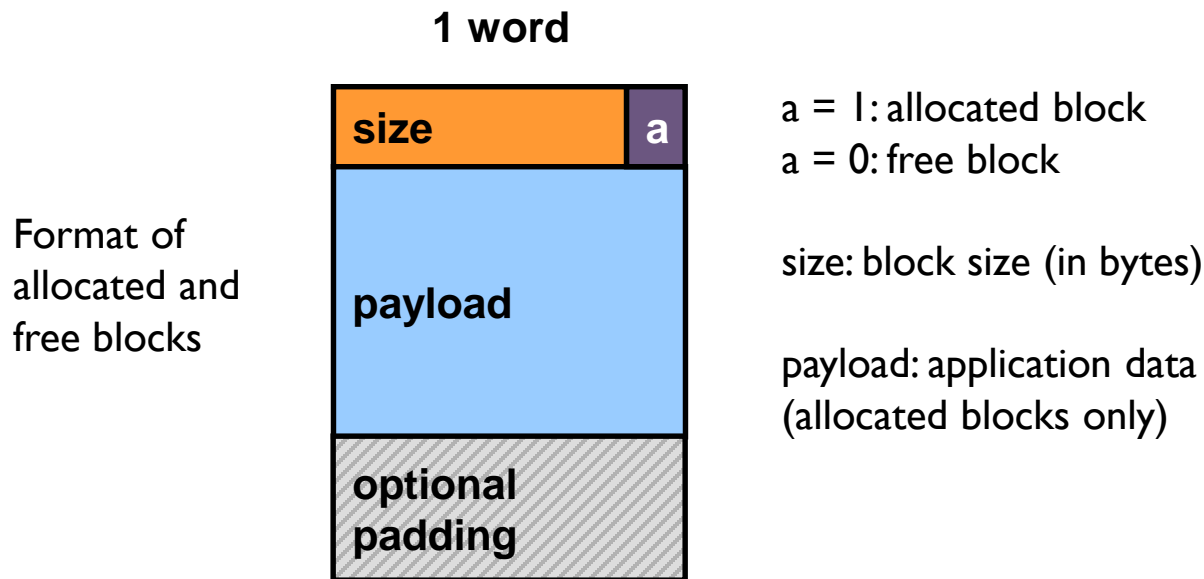 1 word
size a
a = 1: allocated block
a = 0: free block
Format of
allocated and
free blocks
size: block size (in bytes)
payload
payload: application data
(allocated blocks only)
optional
padding